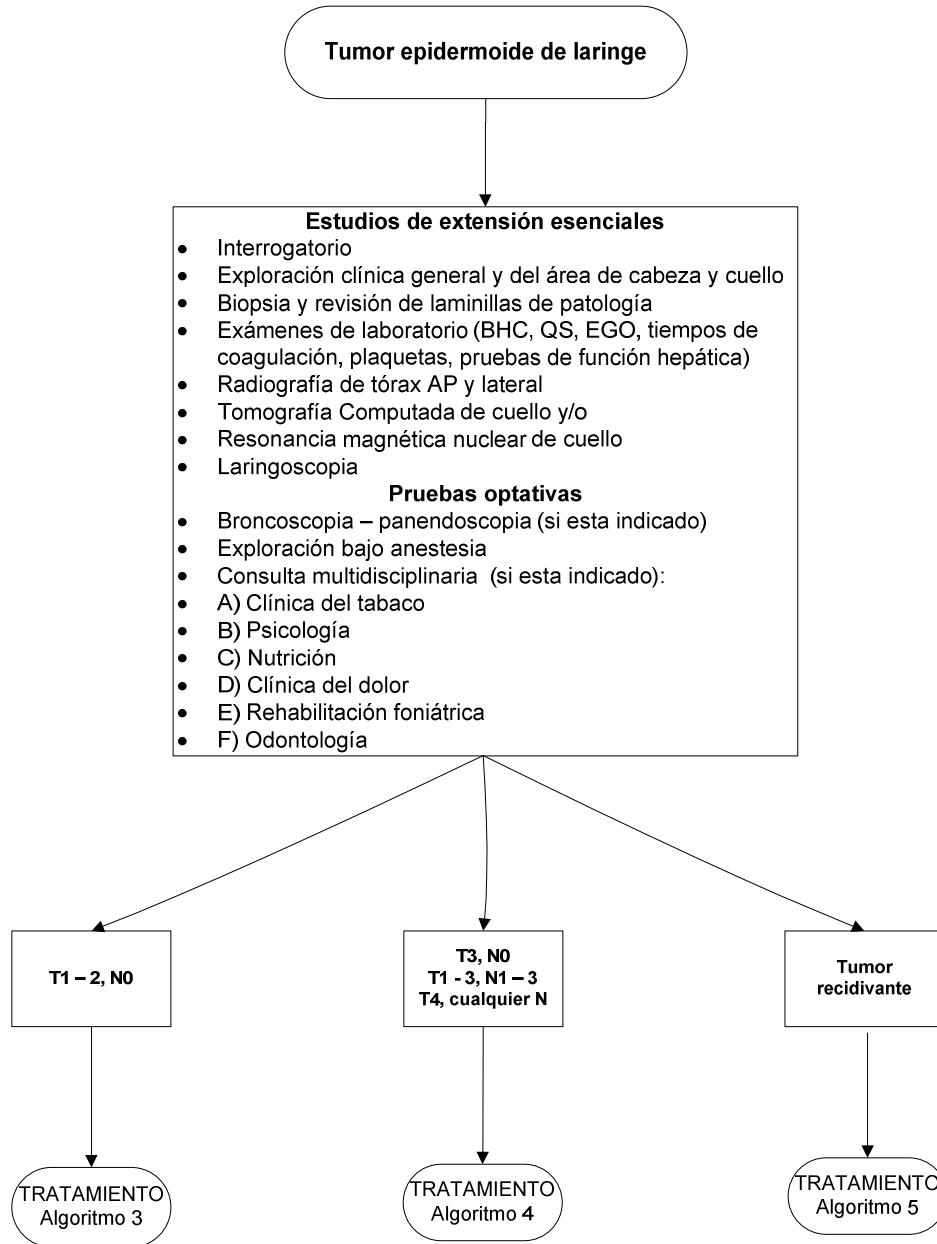 Tumor epidermoide de laringe
Estudios de extensión esenciales
• Interrogatorio
• Exploración clínica general y del área de cabeza y cuello
• Biopsia y revisión de laminillas de patología
• Exámenes de laboratorio (BHC, QS, EGO, tiempos de
coagulación, plaquetas, pruebas de función hepática)
• Radiografía de tórax AP y lateral
• Tomografía Computada de cuello y/o
• Resonancia magnética nuclear de cuello
• Laringoscopia
Pruebas optativas
• Broncoscopia – panendoscopia (si esta indicado)
• Exploración bajo anestesia
• Consulta multidisciplinaria (si esta indicado):
• A) Clínica del tabaco
• B) Psicología
• C) Nutrición
• D) Clínica del dolor
• E) Rehabilitación foniátrica
• F) Odontología
T1 – 2, N0
T3, N0
T1 - 3, N1 – 3
T4, cualquier N
Tumor
recidivante
TRATAMIENTO
Algoritmo 3
TRATAMIENTO
Algoritmo 4
TRATAMIENTO
Algoritmo 5